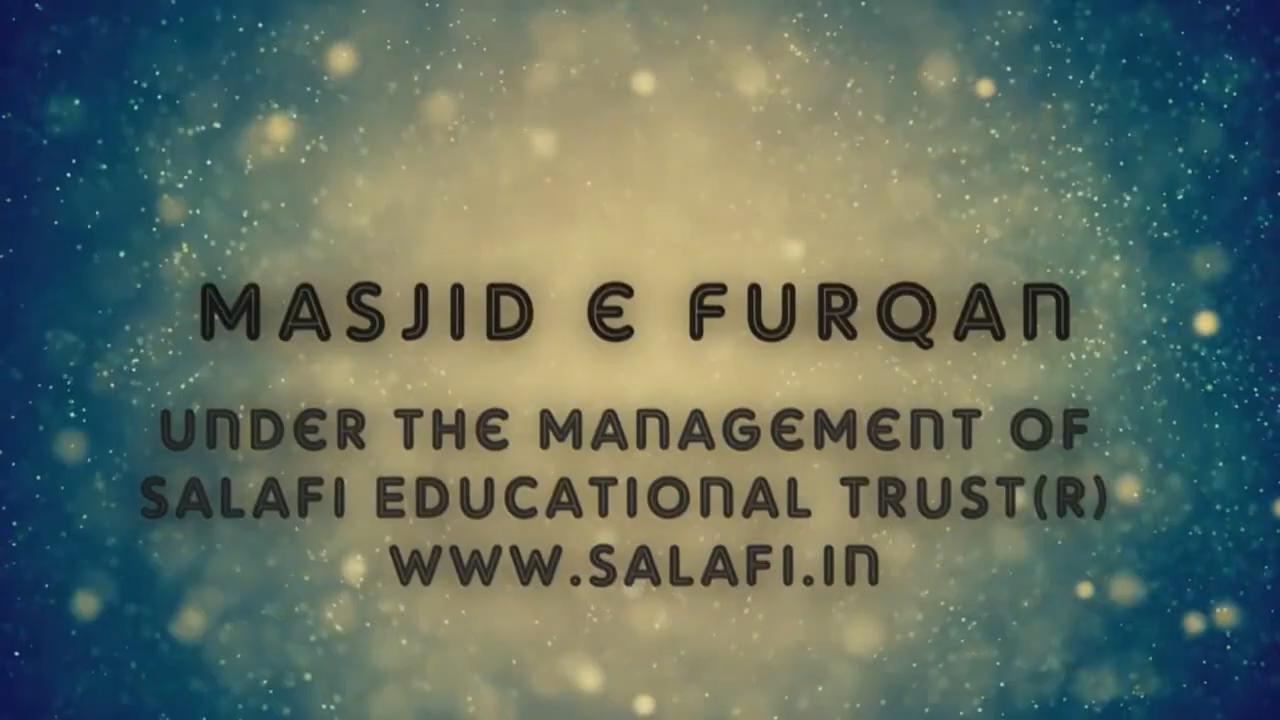 MASJID E FURQAN
UNDER THE MANAGEMENT OF
SALAFI EDUCATIONAL TRUST(R)
WWW.SALAFI.IN